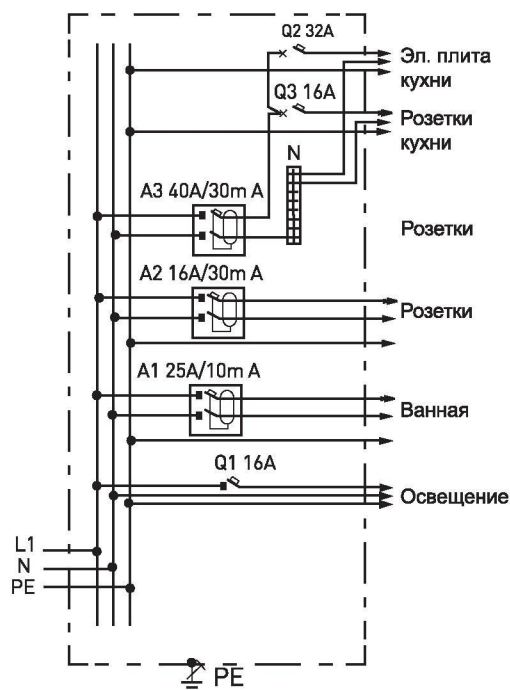 Q2 32A
Эл. плита
кухни
Q3 16A
Розетки
кухни
N
A3 40A/30m A
Розетки
A2 16A/30m A
Розетки
A1 25A/10m A
Ванная
Q1 16A
Освещение
L1
N
PE
PE